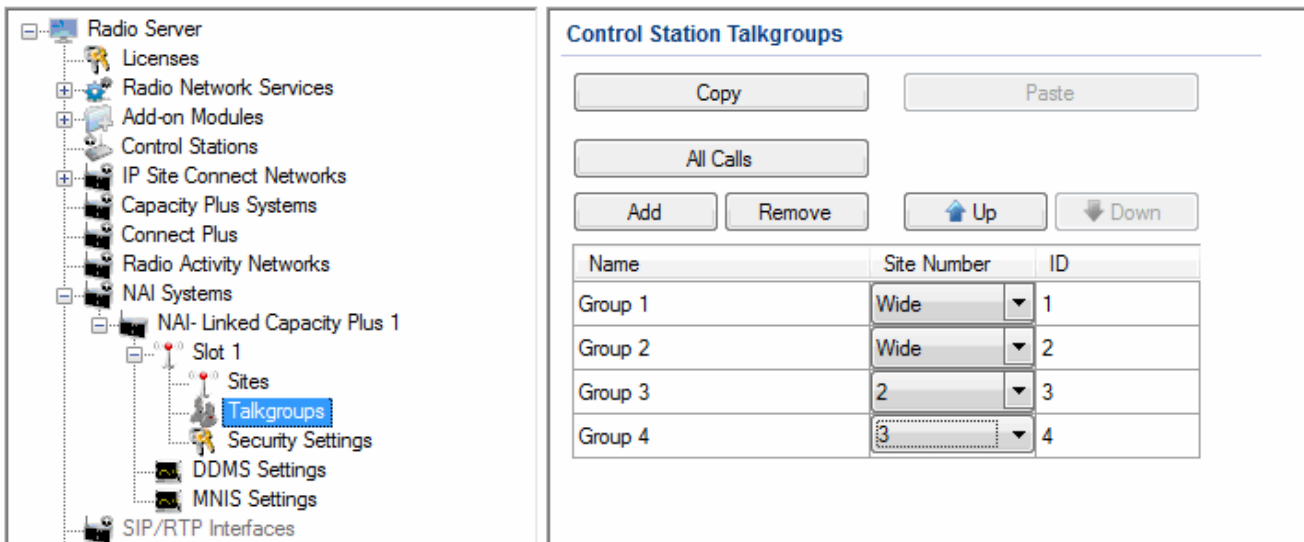 Radio Server
Licenses
Radio Network Services
Add-on Modules
Control Stations
IP Site Connect Networks
Capacity Plus Systems
Connect Plus
Radio Activity Networks
NAI Systems
NAI- Linked Capacity Plus 1
Slot 1
Sites
Talkgroups
Security Settings
DDMS Settings
MNIS Settings
SIP/RTP Interfaces
Control Station Talkgroups
Copy Paste
All Calls
Add Remove Up Down
Name Site Number ID
Group 1 Wide 1
Group 2 Wide 2
Group 3 2 3
Group 4 3 4